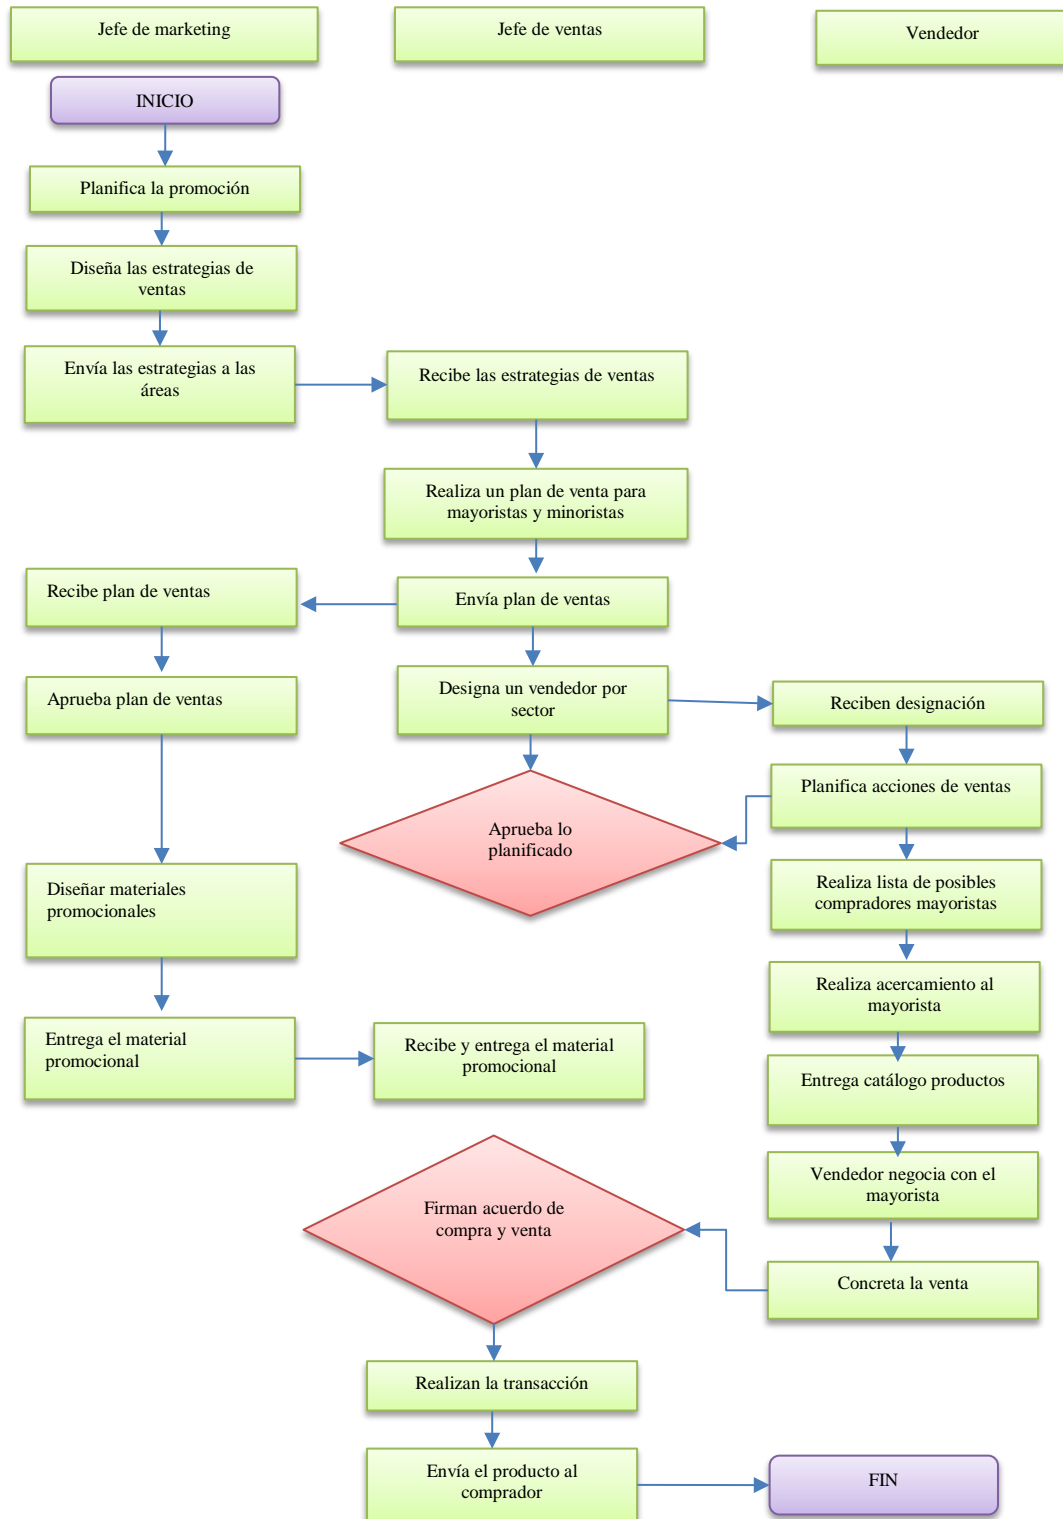 Jefe de marketing
Jefe de ventas
Vendedor
INICIO
Planifica la promoción
Diseña las estrategias de
ventas
Envía las estrategias a las
áreas
Recibe las estrategias de ventas
Realiza un plan de venta para
mayoristas y minoristas
Recibe plan de ventas
Envía plan de ventas
Aprueba plan de ventas
Designa un vendedor por
sector
Reciben designación
Planifica acciones de ventas
Aprueba lo
planificado
Realiza lista de posibles
compradores mayoristas
Diseñar materiales
promocionales
Realiza acercamiento al
mayorista
Entrega el material
promocional
Recibe y entrega el material
promocional
Entrega catálogo productos
Vendedor negocia con el
mayorista
Firman acuerdo de
compra y venta
Concreta la venta
Realizan la transacción
Envía el producto al
comprador
FIN